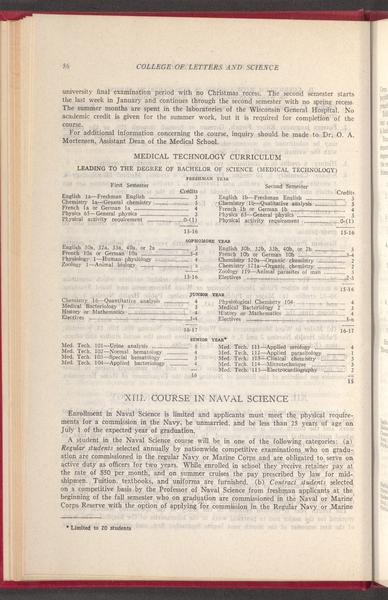 56 COLLEGE OF LETTERS AND SCIENCE
university final examination period with no Christmas recess. The second semester starts
the last week in January and continues through the second semester with no spring recess.
The summer months are spent in the laboratories of the Wisconsin General Hospital. No
academic credit is given for the summer work, but it is required for completion of the
course.
For additional information concerning the course, inquiry should be made to Dr. O. A.
Mortensen, Assistant Dean of the Medical School.
MEDICAL TECHNOLOGY CURRICULUM
LEADING TO THE DEGREE OF BACHELOR OF SCIENCE (MEDICAL TECHNOLOGY)
FRESHMAN YEAR
First Semester
Credits
English 1a—Freshman English 3
Chemistry 1a—General chemistry 5
French 1a or German 1a 4
Physics 65—General physics 3
Physical activity requirement 0-(1)
15-16
Second Semester
Credits
English 1b—Freshman English 3
Chemistry 1b—Qualitative analysis 5
French 1b or German 1b 4
Physics 65—General physics 3
Physical activity requirement 0-(1)
15-16
SOPHOMORE YEAR
English 30a, 32a, 33a, 40a, or 2a
French 10a or German 10a 3-4
Physiology 1—Human physiology 4
Zoology 1—Animal biology
15-16
English 30b, 32b, 33b, 40b, or 2b 3
French 10b or German 10b 3-4
Chemistry 120a—Organic chemistry 2
Chemistry 121a—Organic chemistry 2
Zoology 119—Animal parasites of man 3
Electives 2-3
15-16
JUNIOR YEAR
Chemistry 16—Quantitative analysis
Medical Bacteriology 1
History or Mathematics
Electives
16-17
Physiological Chemistry 104 4
Medical Bacteriology 2
History or Mathematics
Electives
16-17
SENIOR YEAR*
Med. Tech. 101—Urine analysis
Med. Tech. 102—Normal hematology 4
Med. Tech. 103—Special hematology
Med. Tech. 104—Applied bacteriology
16
Med. Tech. 111—Applied serology 4
Med. Tech. 112—Applied parasitology 1
Med. Tech. 113—Clinical chemistry 5
Med. Tech. 114—Microtechnique 3
Med. Tech. 115—Electrocardiography 2
15
XIII. COURSE IN NAVAL SCIENCE
Enrollment in Naval Science is limited and applicants must meet the physical require-
ments for a commission in the Navy, be unmarried, and be less than 25 years of age on
July 1 of the expected year of graduation.
A student in the Naval Science course will be in one of the following categories: (a)
Regular students selected annually by nationwide competitive examinations who on gradu-
ation are commissioned in the regular Navy or Marine Corps and are obligated to serve on
active duty as officers for two years. While enrolled in school they receive retainer pay at
the rate of $50 per month, and on summer cruises the pay prescribed by law for mid-
shipmen. Tuition, textbooks, and uniforms are furnished. (b) Contract students selected
on a competitive basis by the Professor of Naval Science from freshman applicants at the
beginning of the fall semester who on graduation are commissioned in the Naval or Marine
Corps Reserve with the option of applying for commission in the Regular Navy or Marine
* Limited to 20 students